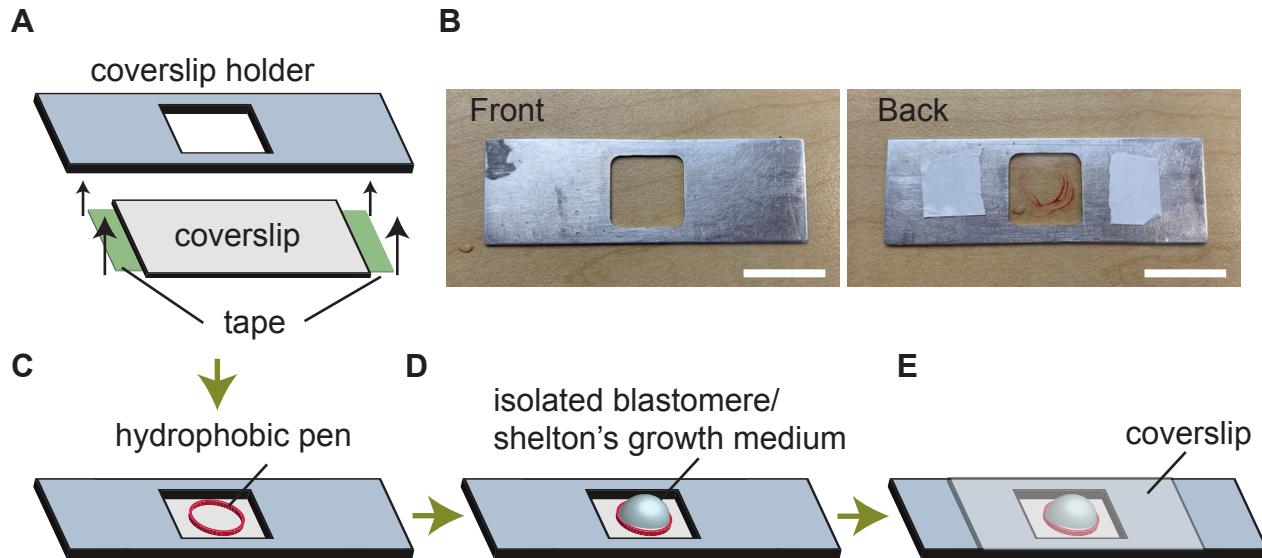 A
coverslip holder
coverslip
tape
B
Front
Back
C
hydrophobic pen
D
isolated blastomere/
shelton's growth medium
E
coverslip